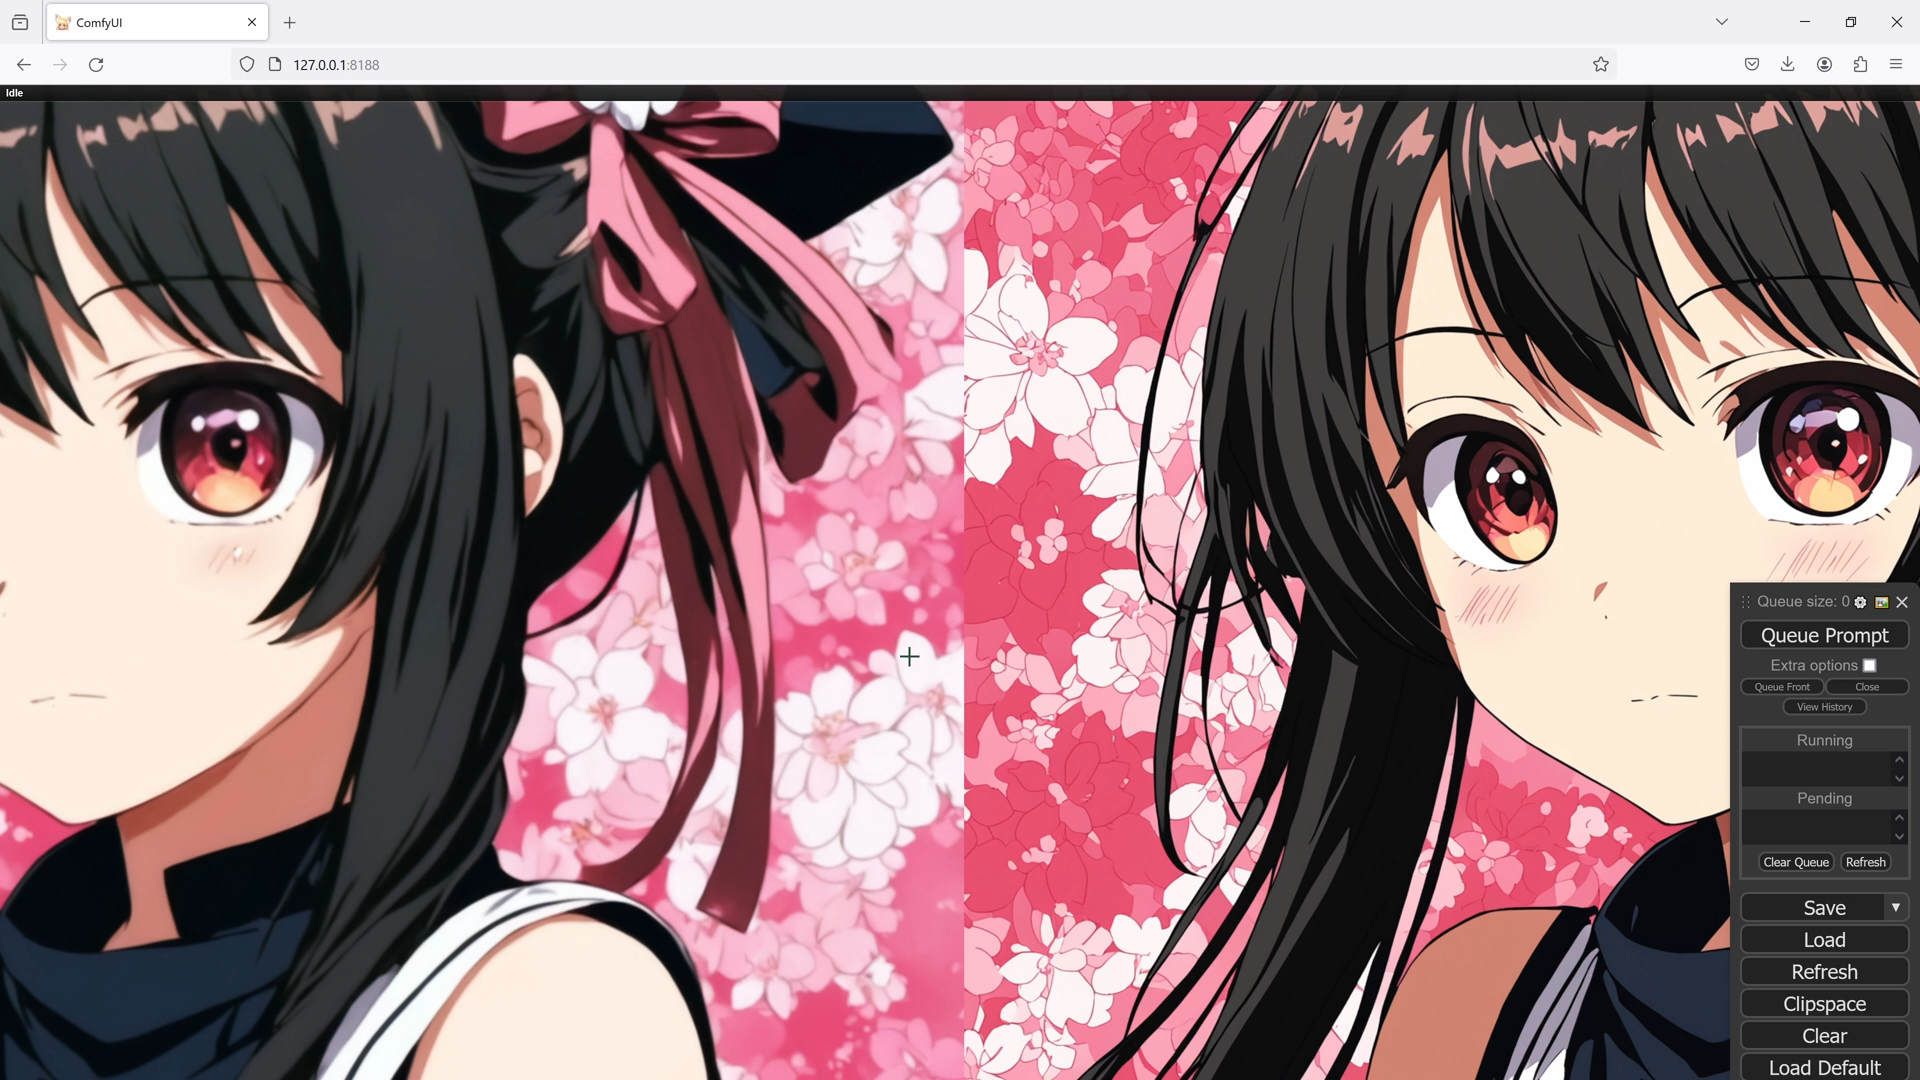 ComfyUI
127.0.0.1:8188
Idle
Queue size: 0
Queue Prompt
Extra options
Queue Front
Close
View History
Running
Pending
Clear Queue
Refresh
Save
Load
Refresh
Clipspace
Clear
Load Default